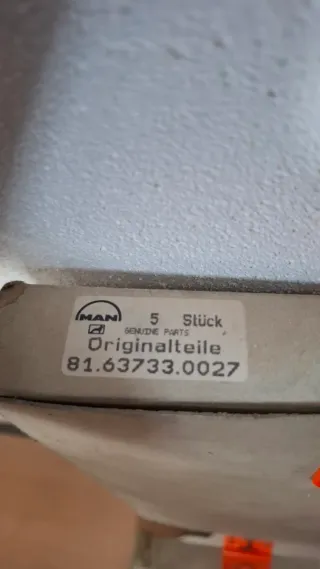 MAN 5 Stück
GENUINE PARTS
Originalteile
81.63733.0027